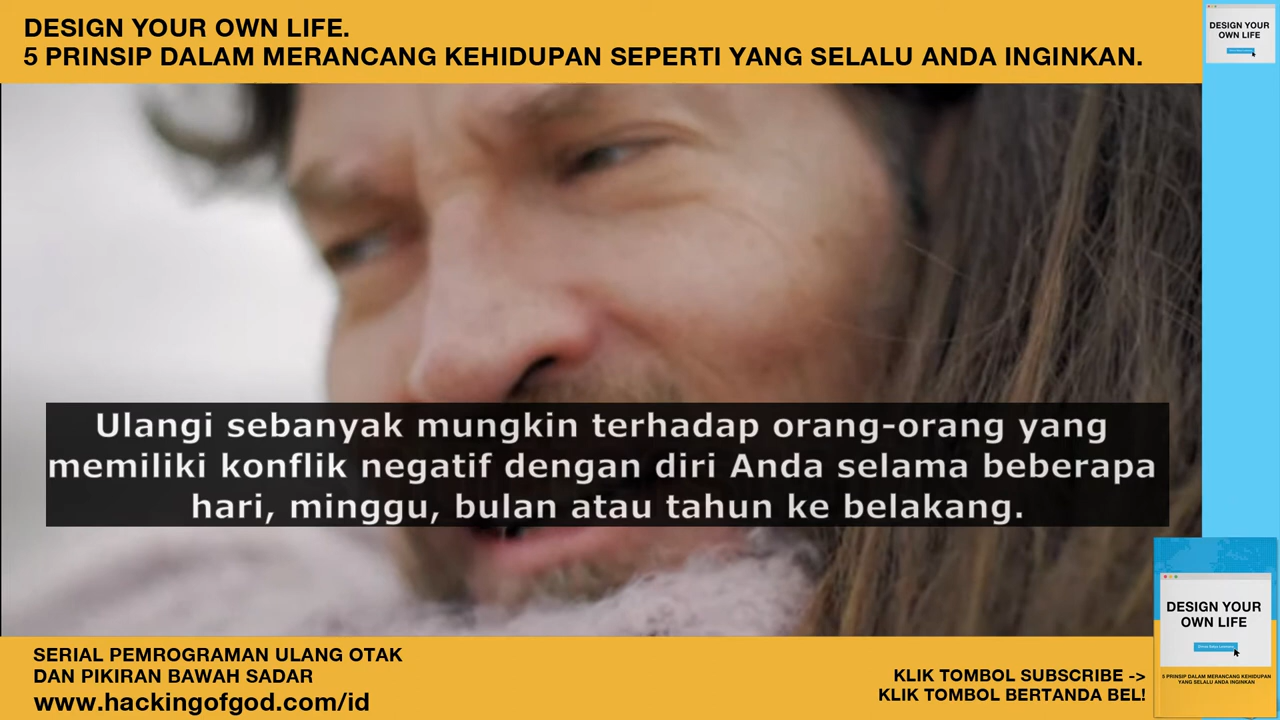 DESIGN YOUR OWN LIFE.
5 PRINSIP DALAM MERANCANG KEHIDUPAN SEPERTI YANG SELALU ANDA INGINKAN.
DESIGN YOUR
OWN LIFE
Ulangi sebanyak mungkin terhadap orang-orang yang
memiliki konflik negatif dengan diri Anda selama beberapa
hari, minggu, bulan atau tahun ke belakang.
SERIAL PEMROGRAMAN ULANG OTAK
DAN PIKIRAN BAWAH SADAR
www.hackingofgod.com/id
KLIK TOMBOL SUBSCRIBE ->
KLIK TOMBOL BERTANDA BEL!
DESIGN YOUR
OWN LIFE
5 PRINSIP DALAM MERANCANG KEHIDUPAN
YANG SELALU ANDA INGINKAN